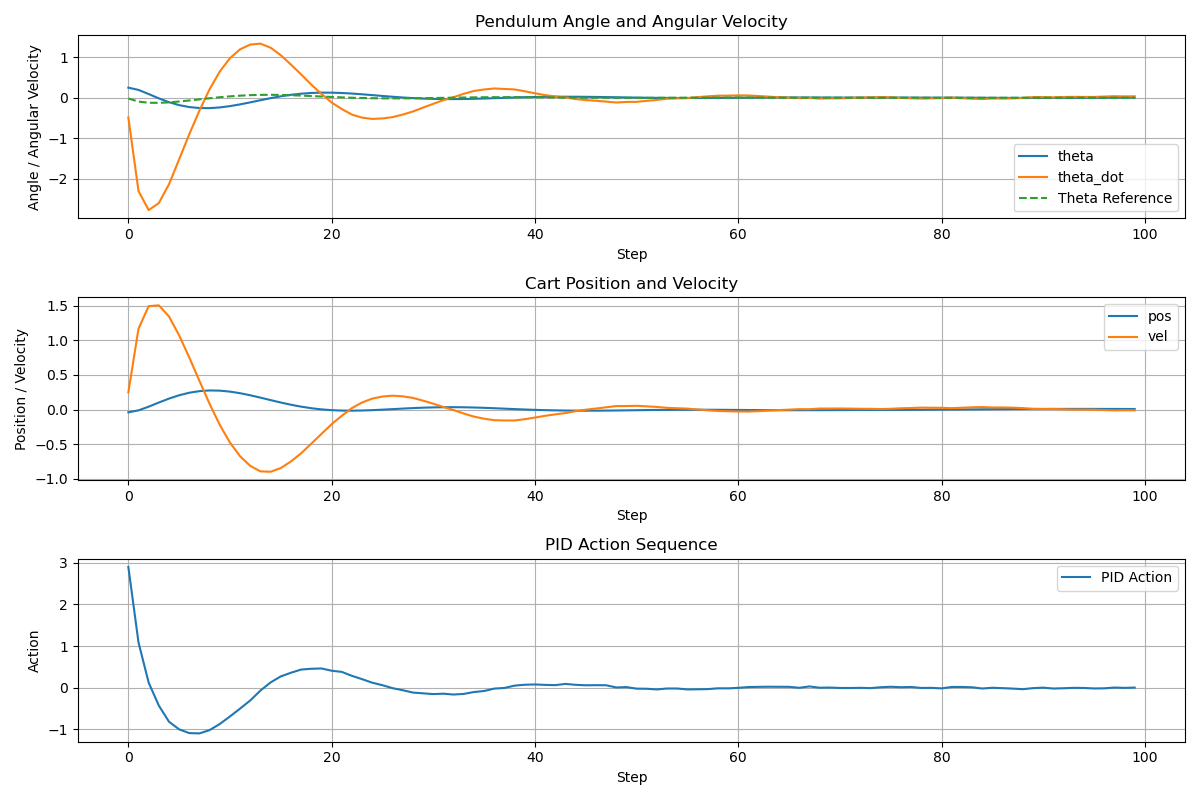 Pendulum Angle and Angular Velocity
Angle / Angular Velocity
1
0
−1
−2
theta
theta_dot
Theta Reference
0 20 40 60 80 100
Step
Cart Position and Velocity
Position / Velocity
1.5
1.0
0.5
0.0
−0.5
−1.0
pos
vel
0 20 40 60 80 100
Step
PID Action Sequence
Action
3
2
1
0
−1
PID Action
0 20 40 60 80 100
Step